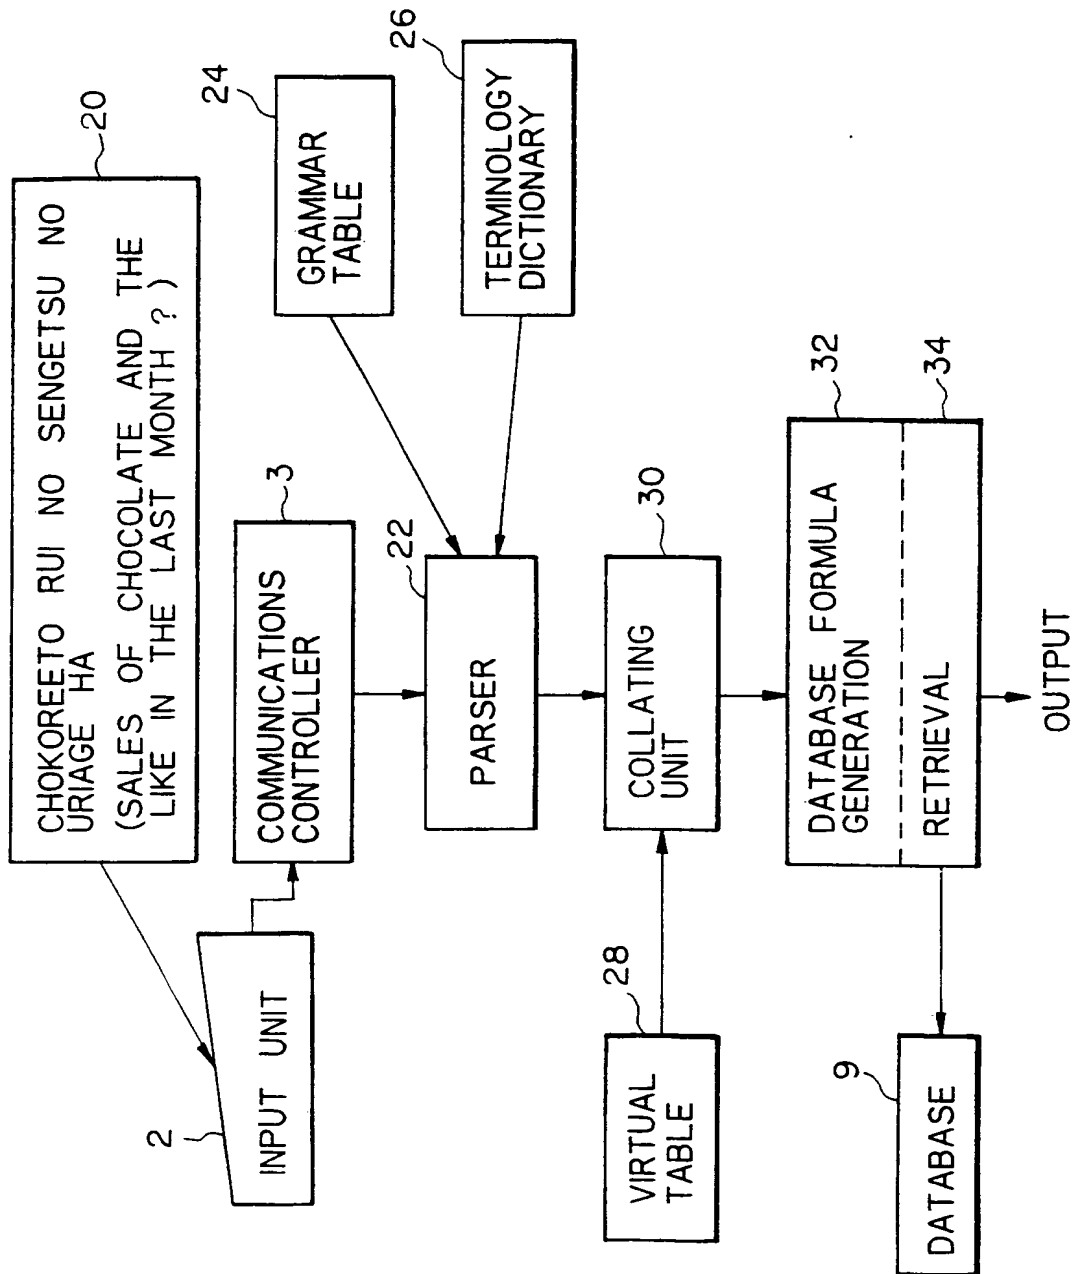 20
CHOKOREETO RUI NO SENGETSU NO
URIAGE HA
(SALES OF CHOCOLATE AND THE
LIKE IN THE LAST MONTH ?)
2
INPUT UNIT
3
COMMUNICATIONS
CONTROLLER
24
GRAMMAR
TABLE
26
TERMINOLOGY
DICTIONARY
22
PARSER
28
VIRTUAL
TABLE
30
COLLATING
UNIT
32
DATABASE FORMULA
GENERATION
34
RETRIEVAL
9
DATABASE
OUTPUT